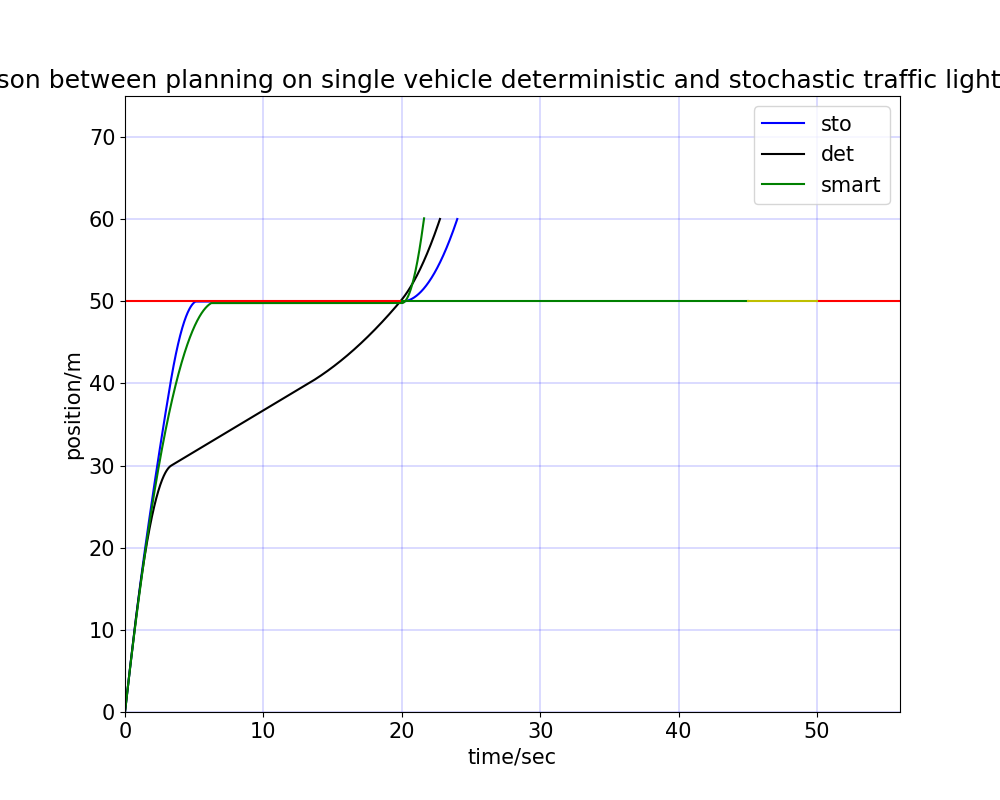 son between planning on single vehicle deterministic and stochastic traffic light
sto
det
smart
70
60
50
40
30
20
10
0
position/m
0 10 20 30 40 50
time/sec